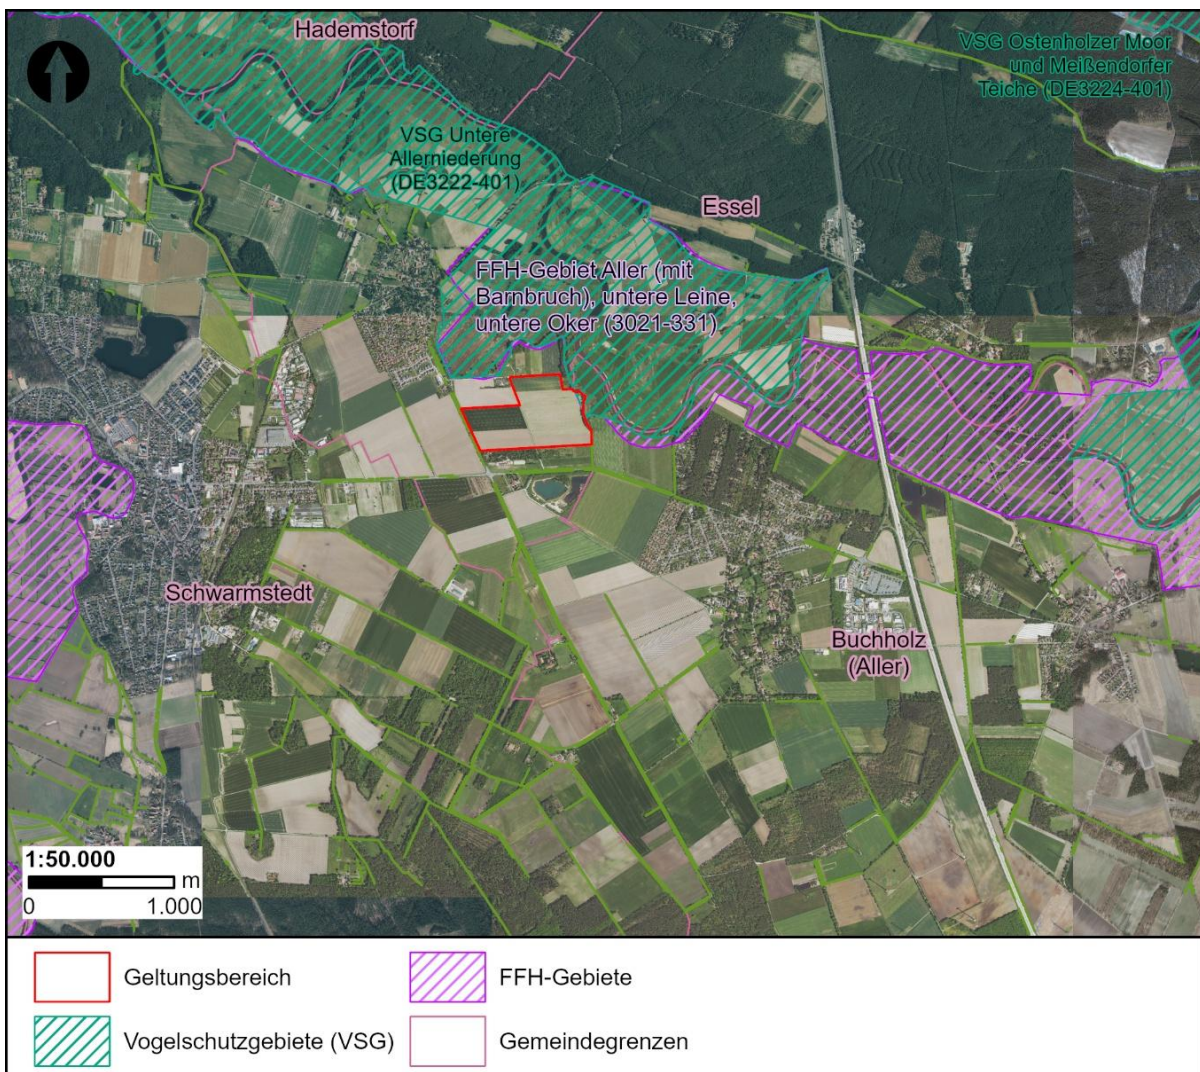 Hademstorf
VSG Ostenholzer Moor
und Meißendorfer
Teiche (DE3224-401)
VSG Untere
Allerniederung
(DE3222-401)
Essel
FFH-Gebiet Aller (mit
Barnbruch), untere Leine,
untere Oker (3021-331)
Schwarmstedt
Buchholz
(Aller)
1:50.000
m
0 1.000
Geltungsbereich
FFH-Gebiete
Vogelschutzgebiete (VSG)
Gemeindegrenzen